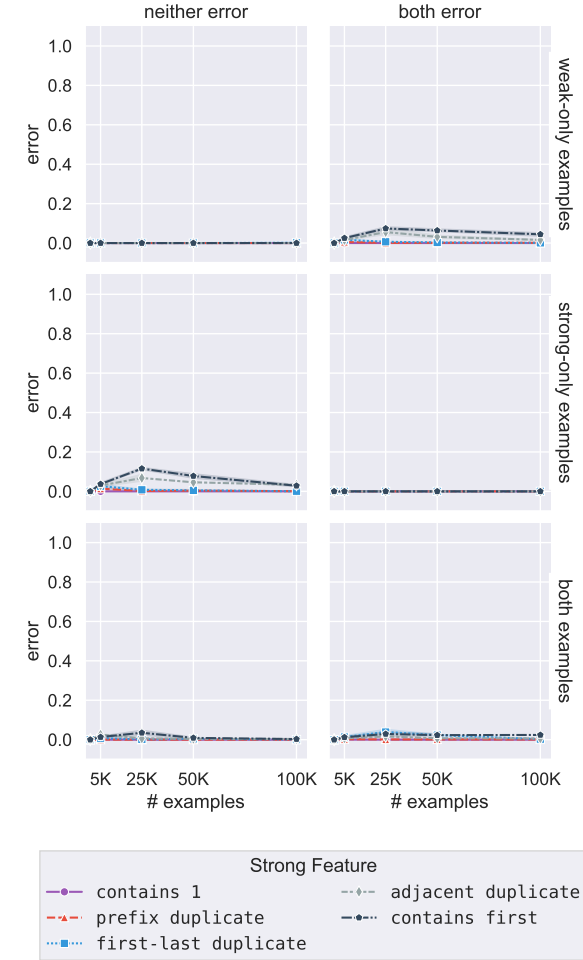 neither error
both error
1.0
0.8
0.6
0.4
0.2
0.0
error
weak-only examples
1.0
0.8
0.6
0.4
0.2
0.0
error
strong-only examples
1.0
0.8
0.6
0.4
0.2
0.0
error
both examples
5K 25K 50K 100K
# examples
5K 25K 50K 100K
# examples
Strong Feature
contains 1
prefix duplicate
first-last duplicate
adjacent duplicate
contains first